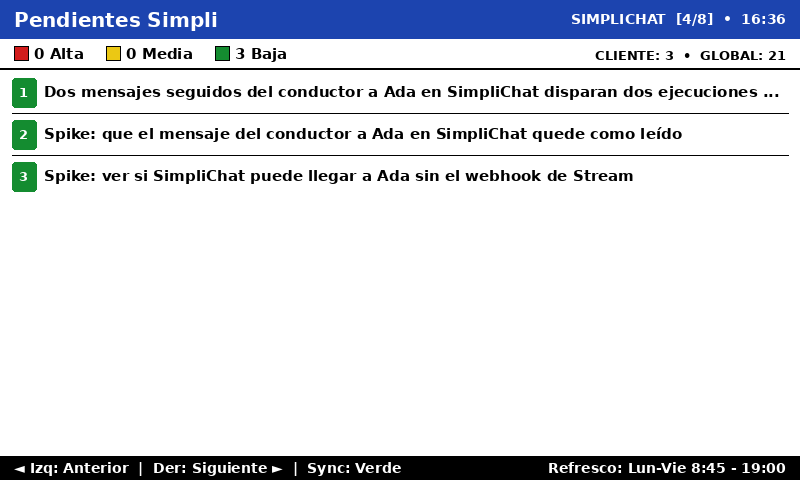 Pendientes Simpli
SIMPLICHAT [4/8] • 16:36
0 Alta 0 Media 3 Baja
CLIENTE: 3 • GLOBAL: 21
1 Dos mensajes seguidos del conductor a Ada en SimpliChat disparan dos ejecuciones ...
2 Spike: que el mensaje del conductor a Ada en SimpliChat quede como leído
3 Spike: ver si SimpliChat puede llegar a Ada sin el webhook de Stream
◄ Izq: Anterior | Der: Siguiente ► | Sync: Verde
Refresco: Lun-Vie 8:45 - 19:00